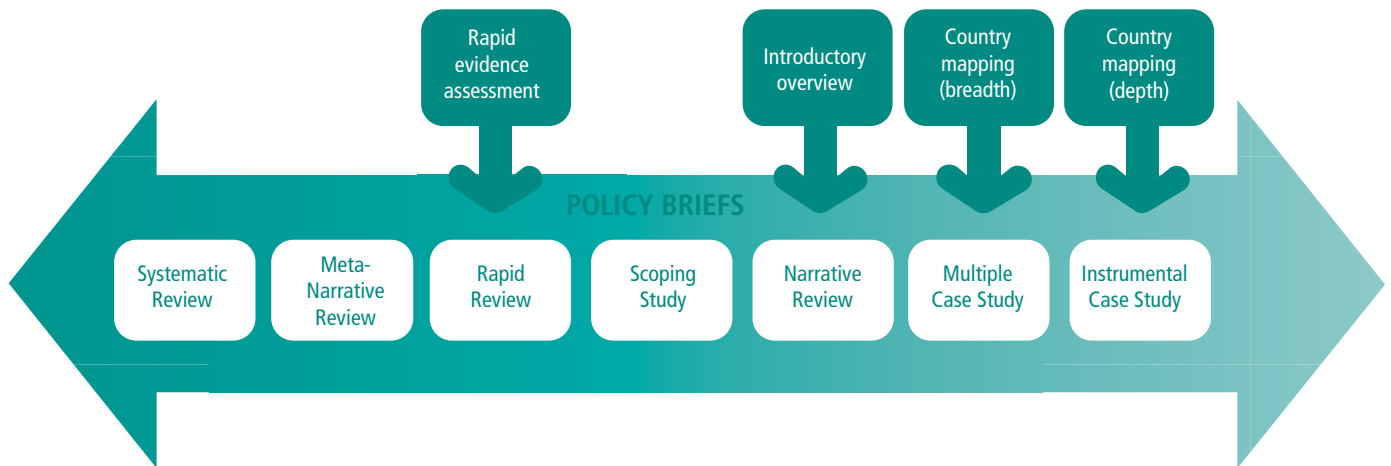 Rapid
evidence
assessment
Introductory
overview
Country
mapping
(breadth)
Country
mapping
(depth)
POLICY BRIEFS
Systematic
Review
Meta-
Narrative
Review
Rapid
Review
Scoping
Study
Narrative
Review
Multiple
Case Study
Instrumental
Case Study